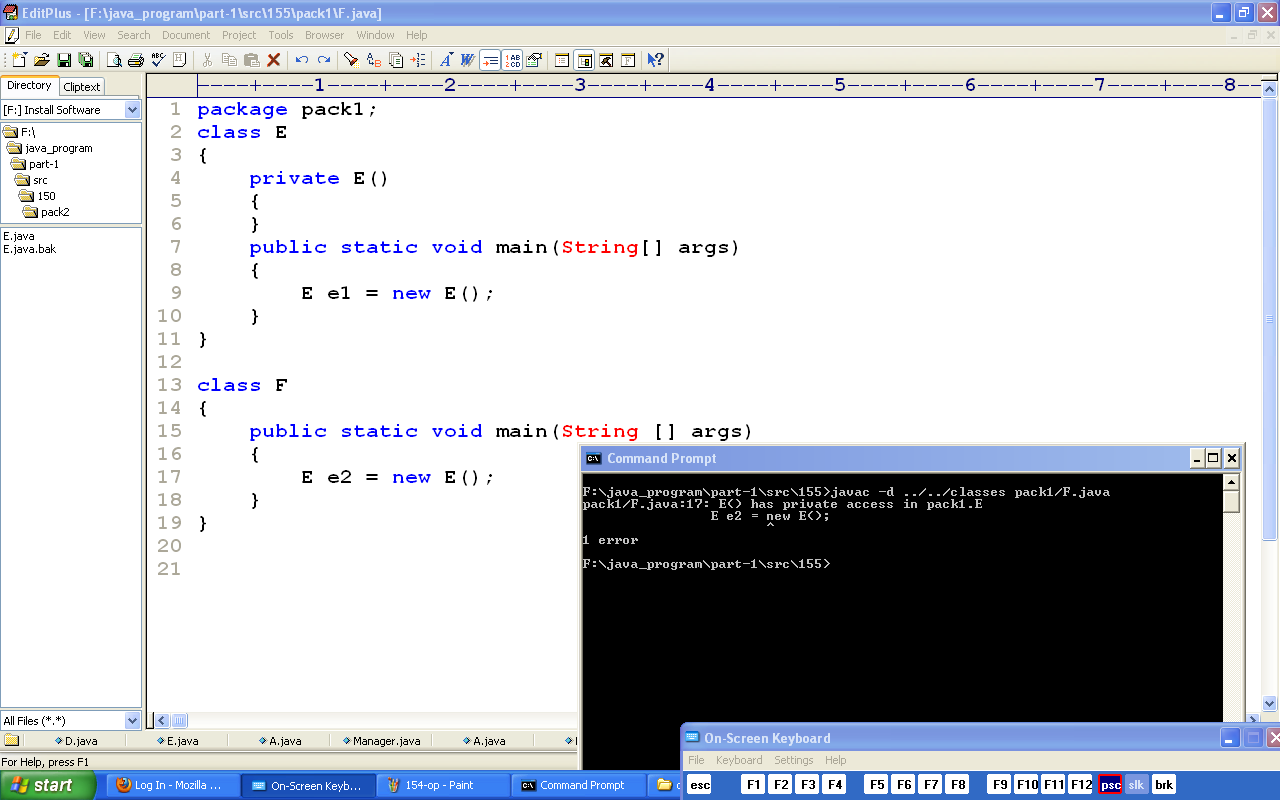 EditPlus - [F:\java_program\part-1\src\155\pack1\F.java]
File Edit View Search Document Project Tools Browser Window Help
Directory Cliptext
[F:] Install Software
F:\
java_program
part-1
src
150
pack2
E.java
E.java.bak
All Files (*.*)
----+----1----+----2----+----3----+----4----+----5----+----6----+----7----+----8--
1 package pack1;
2 class E
3 {
4 private E()
5 {
6 }
7 public static void main(String[] args)
8 {
9 E e1 = new E();
10 }
11 }
12
13 class F
14 {
15 public static void main(String [] args)
16 {
17 E e2 = new E();
18 }
19 }
20
21
Command Prompt
F:\java_program\part-1\src\155>javac -d ../../classes pack1/F.java
pack1/F.java:17: E() has private access in pack1.E
E e2 = new E();
^
1 error
F:\java_program\part-1\src\155>
D.java E.java A.java Manager.java A.java
For Help, press F1
On-Screen Keyboard
File Keyboard Settings Help
esc F1 F2 F3 F4 F5 F6 F7 F8 F9 F10 F11 F12 psc slk brk
start Log In - Mozilla ... On-Screen Keyb... 154-op - Paint Command Prompt